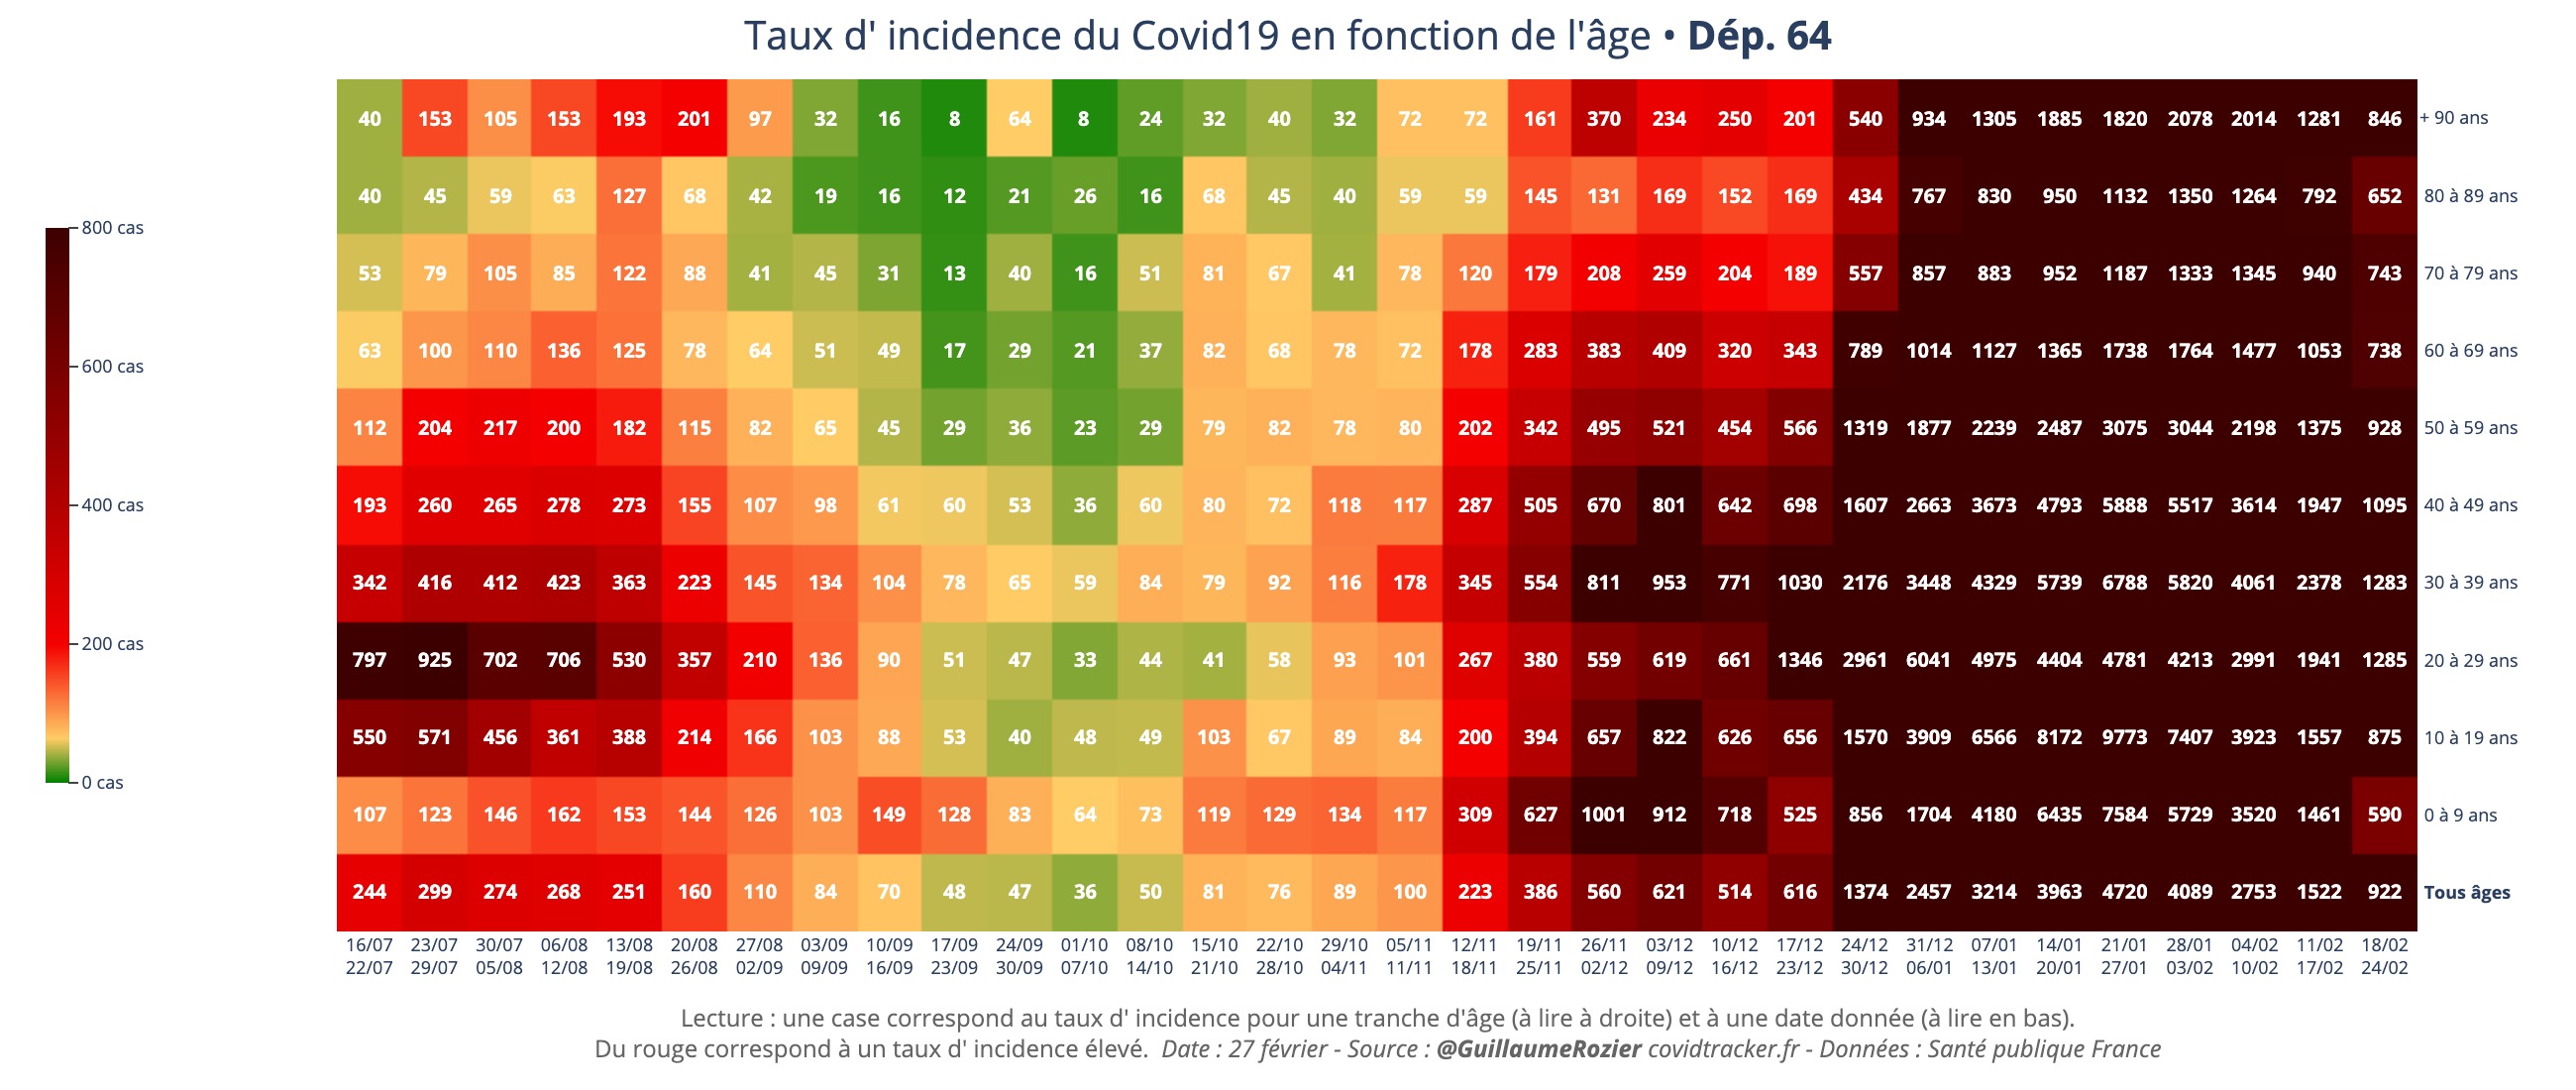 Taux d' incidence du Covid19 en fonction de l'âge • Dép. 64
800 cas
600 cas
400 cas
200 cas
0 cas
40 153 105 153 193 201 97 32 16 8 64 8 24 32 40 32 72 72 161 370 234 250 201 540 934 1305 1885 1820 2078 2014 1281 846 + 90 ans
40 45 59 63 127 68 42 19 16 12 21 26 16 68 45 40 59 59 145 131 169 152 169 434 767 830 950 1132 1350 1264 792 652 80 à 89 ans
53 79 105 85 122 88 41 45 31 13 40 16 51 81 67 41 78 120 179 208 259 204 189 557 857 883 952 1187 1333 1345 940 743 70 à 79 ans
63 100 110 136 125 78 64 51 49 17 29 21 37 82 68 78 72 178 283 383 409 320 343 789 1014 1127 1365 1738 1764 1477 1053 738 60 à 69 ans
112 204 217 200 182 115 82 65 45 29 36 23 29 79 82 78 80 202 342 495 521 454 566 1319 1877 2239 2487 3075 3044 2198 1375 928 50 à 59 ans
193 260 265 278 273 155 107 98 61 60 53 36 60 80 72 118 117 287 505 670 801 642 698 1607 2663 3673 4793 5888 5517 3614 1947 1095 40 à 49 ans
342 416 412 423 363 223 145 134 104 78 65 59 84 79 92 116 178 345 554 811 953 771 1030 2176 3448 4329 5739 6788 5820 4061 2378 1283 30 à 39 ans
797 925 702 706 530 357 210 136 90 51 47 33 44 41 58 93 101 267 380 559 619 661 1346 2961 6041 4975 4404 4781 4213 2991 1941 1285 20 à 29 ans
550 571 456 361 388 214 166 103 88 53 40 48 49 103 67 89 84 200 394 657 822 626 656 1570 3909 6566 8172 9773 7407 3923 1557 875 10 à 19 ans
107 123 146 162 153 144 126 103 149 128 83 64 73 119 129 134 117 309 627 1001 912 718 525 856 1704 4180 6435 7584 5729 3520 1461 590 0 à 9 ans
244 299 274 268 251 160 110 84 70 48 47 36 50 81 76 89 100 223 386 560 621 514 616 1374 2457 3214 3963 4720 4089 2753 1522 922 Tous âges
16/07 23/07 30/07 06/08 13/08 20/08 27/08 03/09 10/09 17/09 24/09 01/10 08/10 15/10 22/10 29/10 05/11 12/11 19/11 26/11 03/12 10/12 17/12 24/12 31/12 07/01 14/01 21/01 28/01 04/02 11/02 18/02
22/07 29/07 05/08 12/08 19/08 26/08 02/09 09/09 16/09 23/09 30/09 07/10 14/10 21/10 28/10 04/11 11/11 18/11 25/11 02/12 09/12 16/12 23/12 30/12 06/01 13/01 20/01 27/01 03/02 10/02 17/02 24/02
Lecture : une case correspond au taux d' incidence pour une tranche d'âge (à lire à droite) et à une date donnée (à lire en bas).
Du rouge correspond à un taux d' incidence élevé. Date : 27 février - Source : @GuillaumeRozier covidtracker.fr - Données : Santé publique France